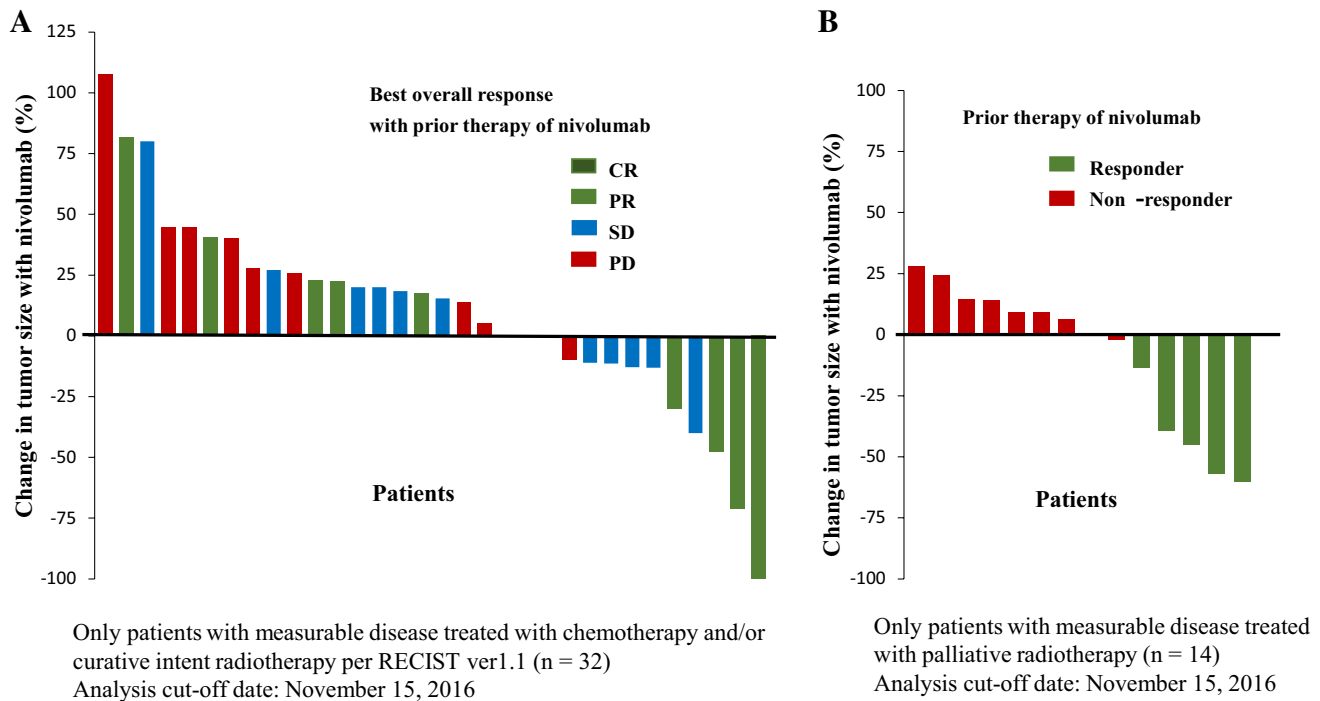 A
Change in tumor size with nivolumab (%)
125
100
75
50
25
0
-25
-50
-75
-100
Best overall response
with prior therapy of nivolumab
CR
PR
SD
PD
Patients
Only patients with measurable disease treated with chemotherapy and/or
curative intent radiotherapy per RECIST ver1.1 (n = 32)
Analysis cut-off date: November 15, 2016
B
Change in tumor size with nivolumab (%)
100
75
50
25
0
-25
-50
-75
-100
Prior therapy of nivolumab
Responder
Non -responder
Patients
Only patients with measurable disease treated
with palliative radiotherapy (n = 14)
Analysis cut-off date: November 15, 2016